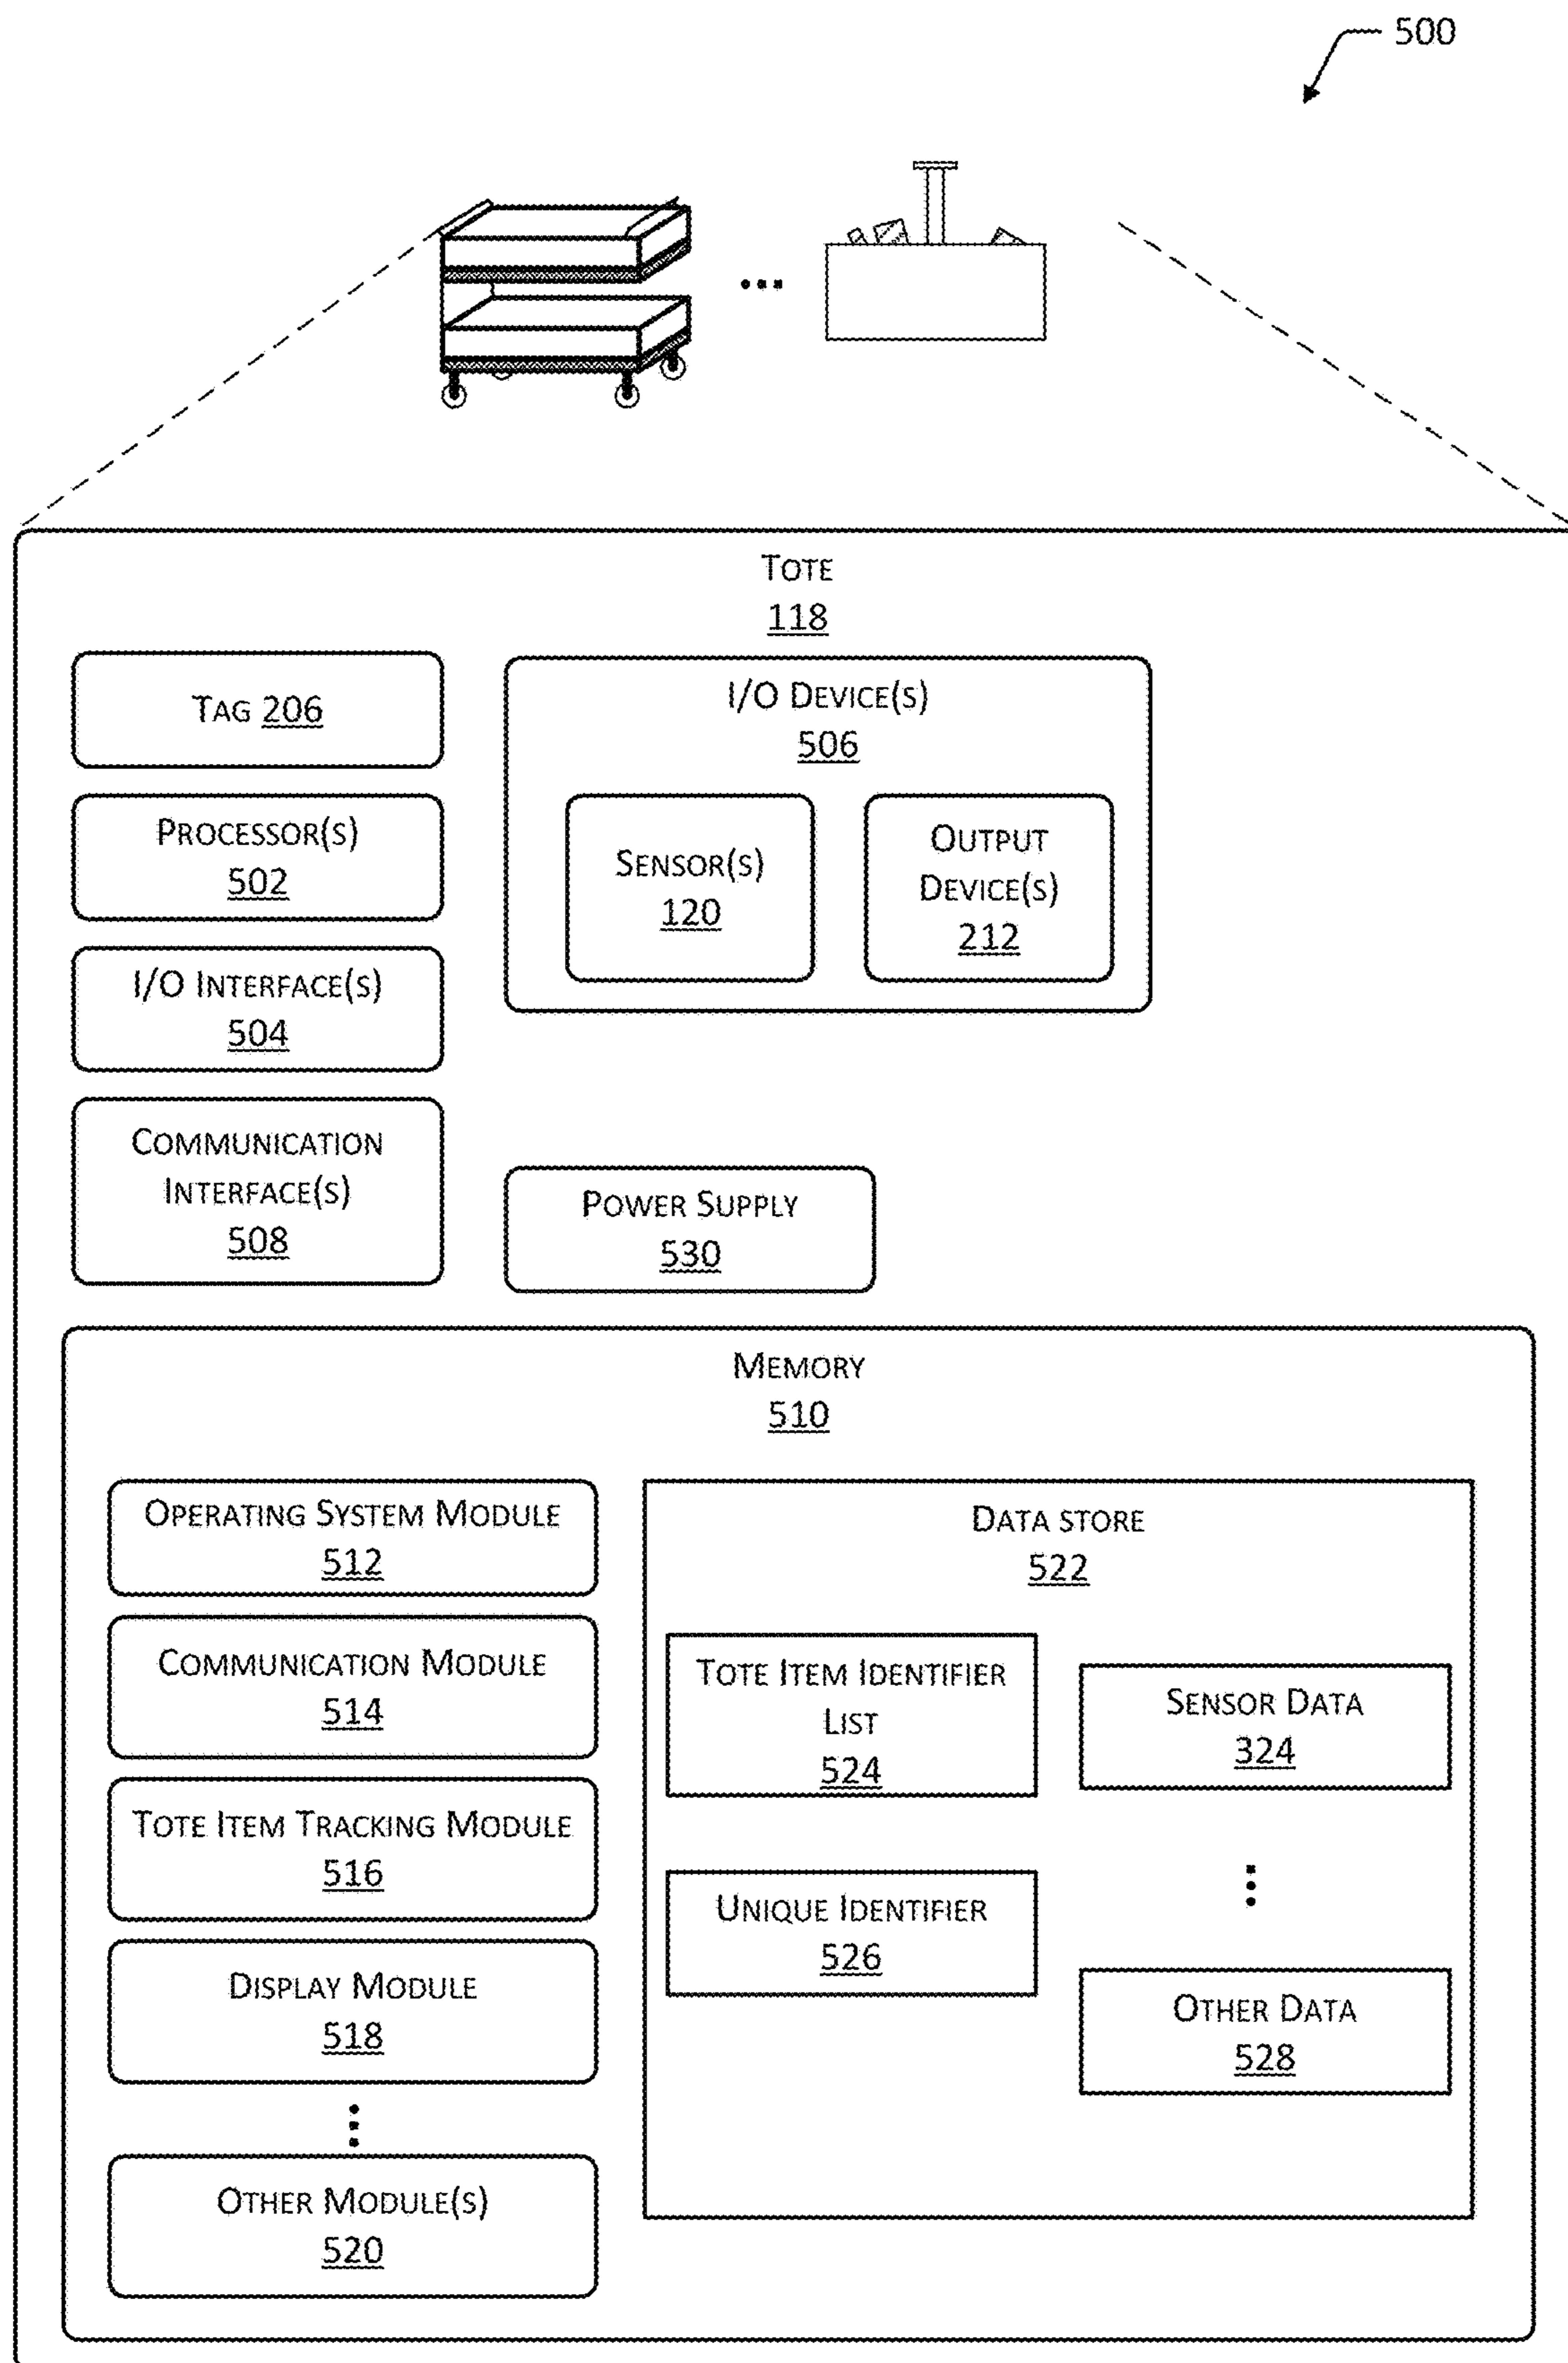 500
TOTE
118
TAG 206
I/O DEVICE(S)
506
PROCESSOR(S)
502
SENSOR(S)
120
OUTPUT
DEVICE(S)
212
I/O INTERFACE(S)
504
COMMUNICATION
INTERFACE(S)
508
POWER SUPPLY
530
MEMORY
510
OPERATING SYSTEM MODULE
512
COMMUNICATION MODULE
514
TOTE ITEM TRACKING MODULE
516
DISPLAY MODULE
518
OTHER MODULE(S)
520
DATA STORE
522
TOTE ITEM IDENTIFIER
LIST
524
SENSOR DATA
324
UNIQUE IDENTIFIER
526
OTHER DATA
528